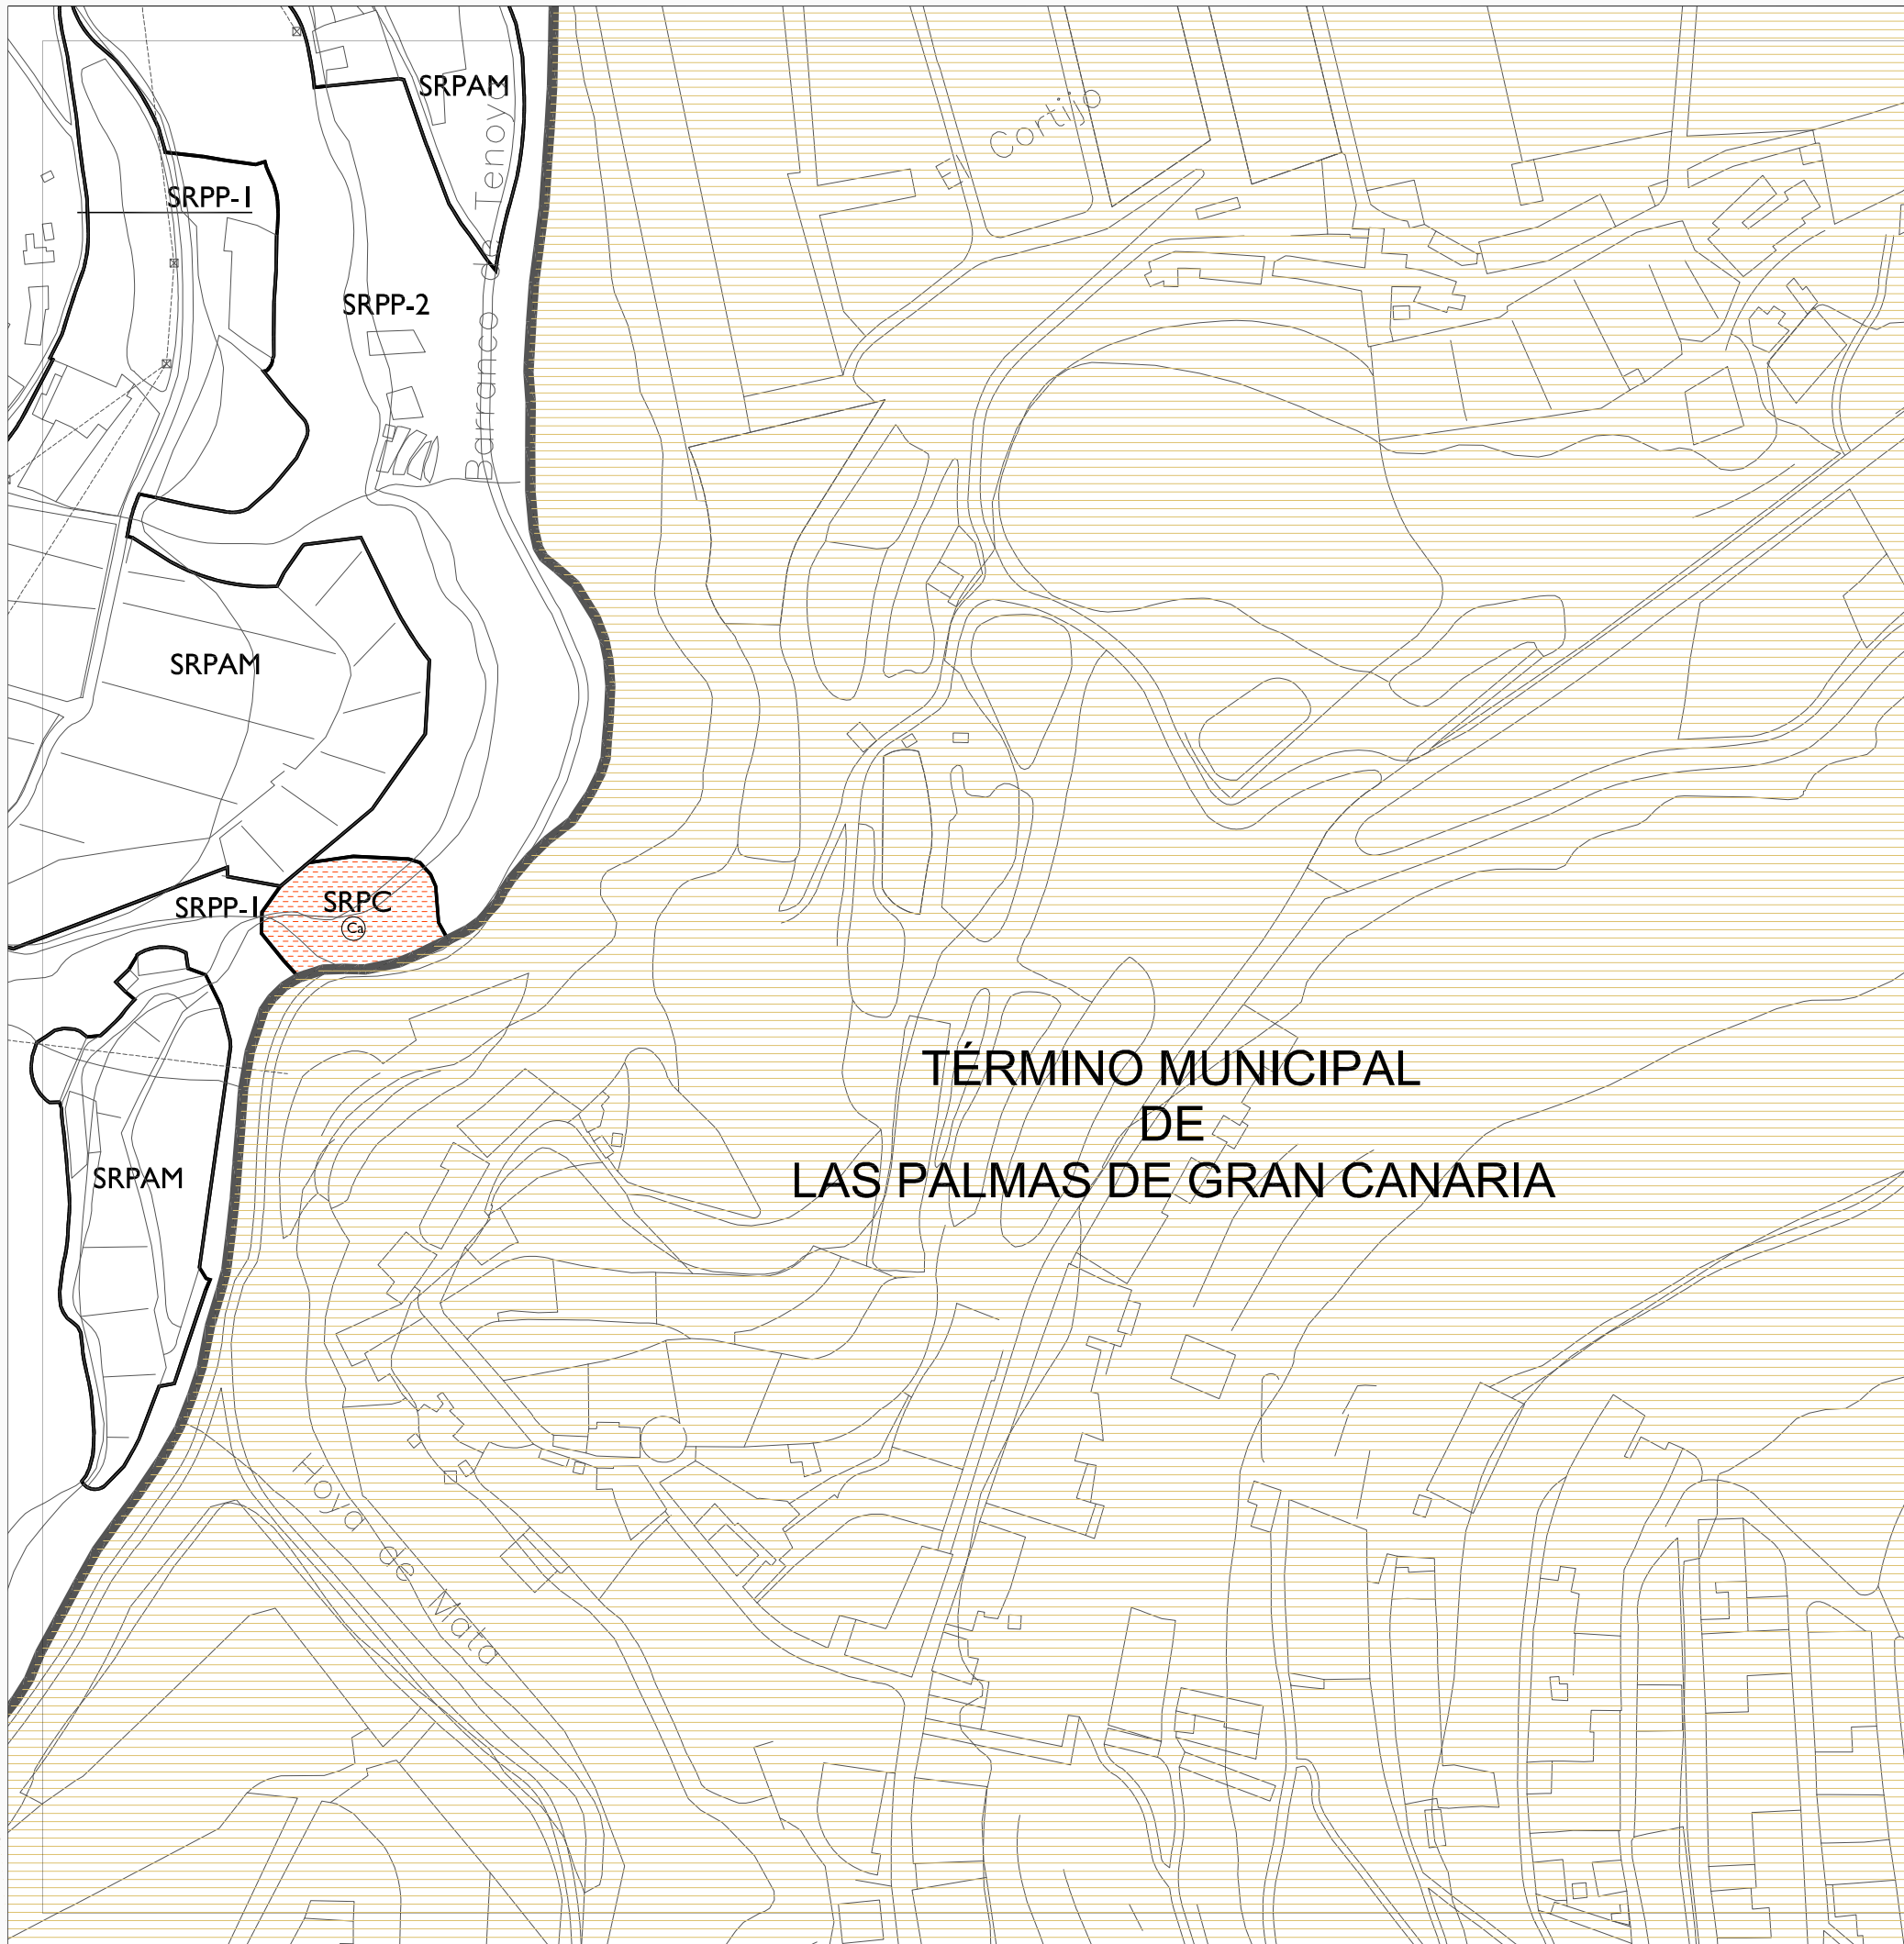 SRPAM
El Cortijo
Barranco de Tenoya
SRPP-1
SRPP-2
SRPAM
SRPP-1
SRPC
Ca
TÉRMINO MUNICIPAL
DE
LAS PALMAS DE GRAN CANARIA
SRPAM
Hoya de Mata